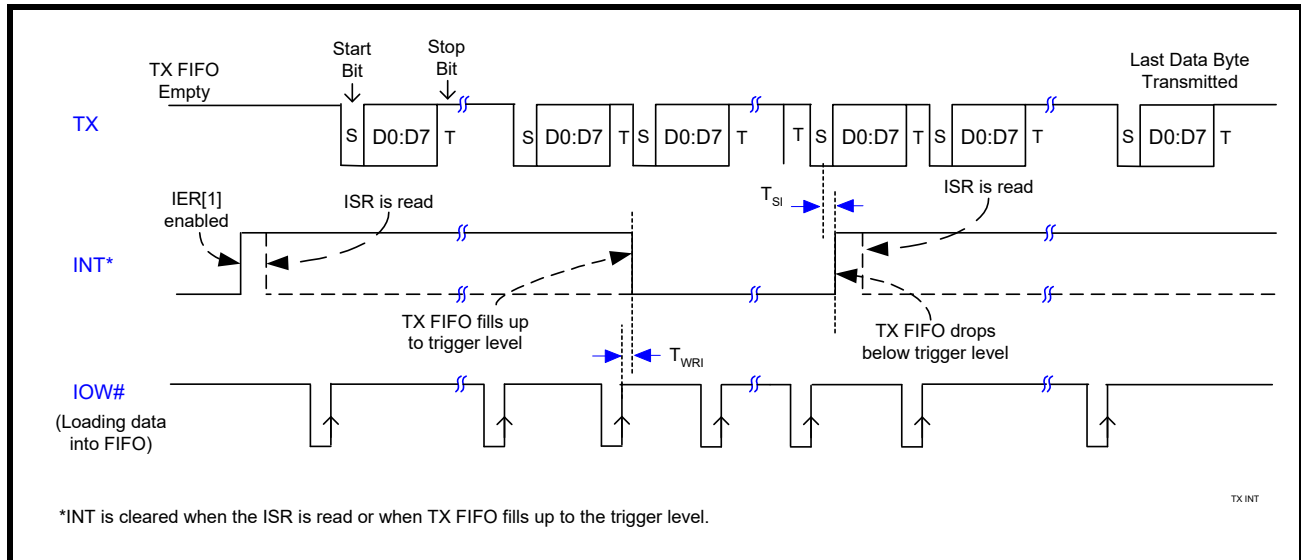 Start
Bit
Stop
Bit
TX FIFO
Empty
Last Data Byte
Transmitted
TX
S D0:D7 T S D0:D7 T S D0:D7 T T S D0:D7 T S D0:D7 T S D0:D7 T
IER[1]
enabled
ISR is read
TSI
ISR is read
INT*
TX FIFO fills up
to trigger level
TX FIFO drops
below trigger level
TWRI
IOW#
(Loading data
into FIFO)
TX INT
*INT is cleared when the ISR is read or when TX FIFO fills up to the trigger level.